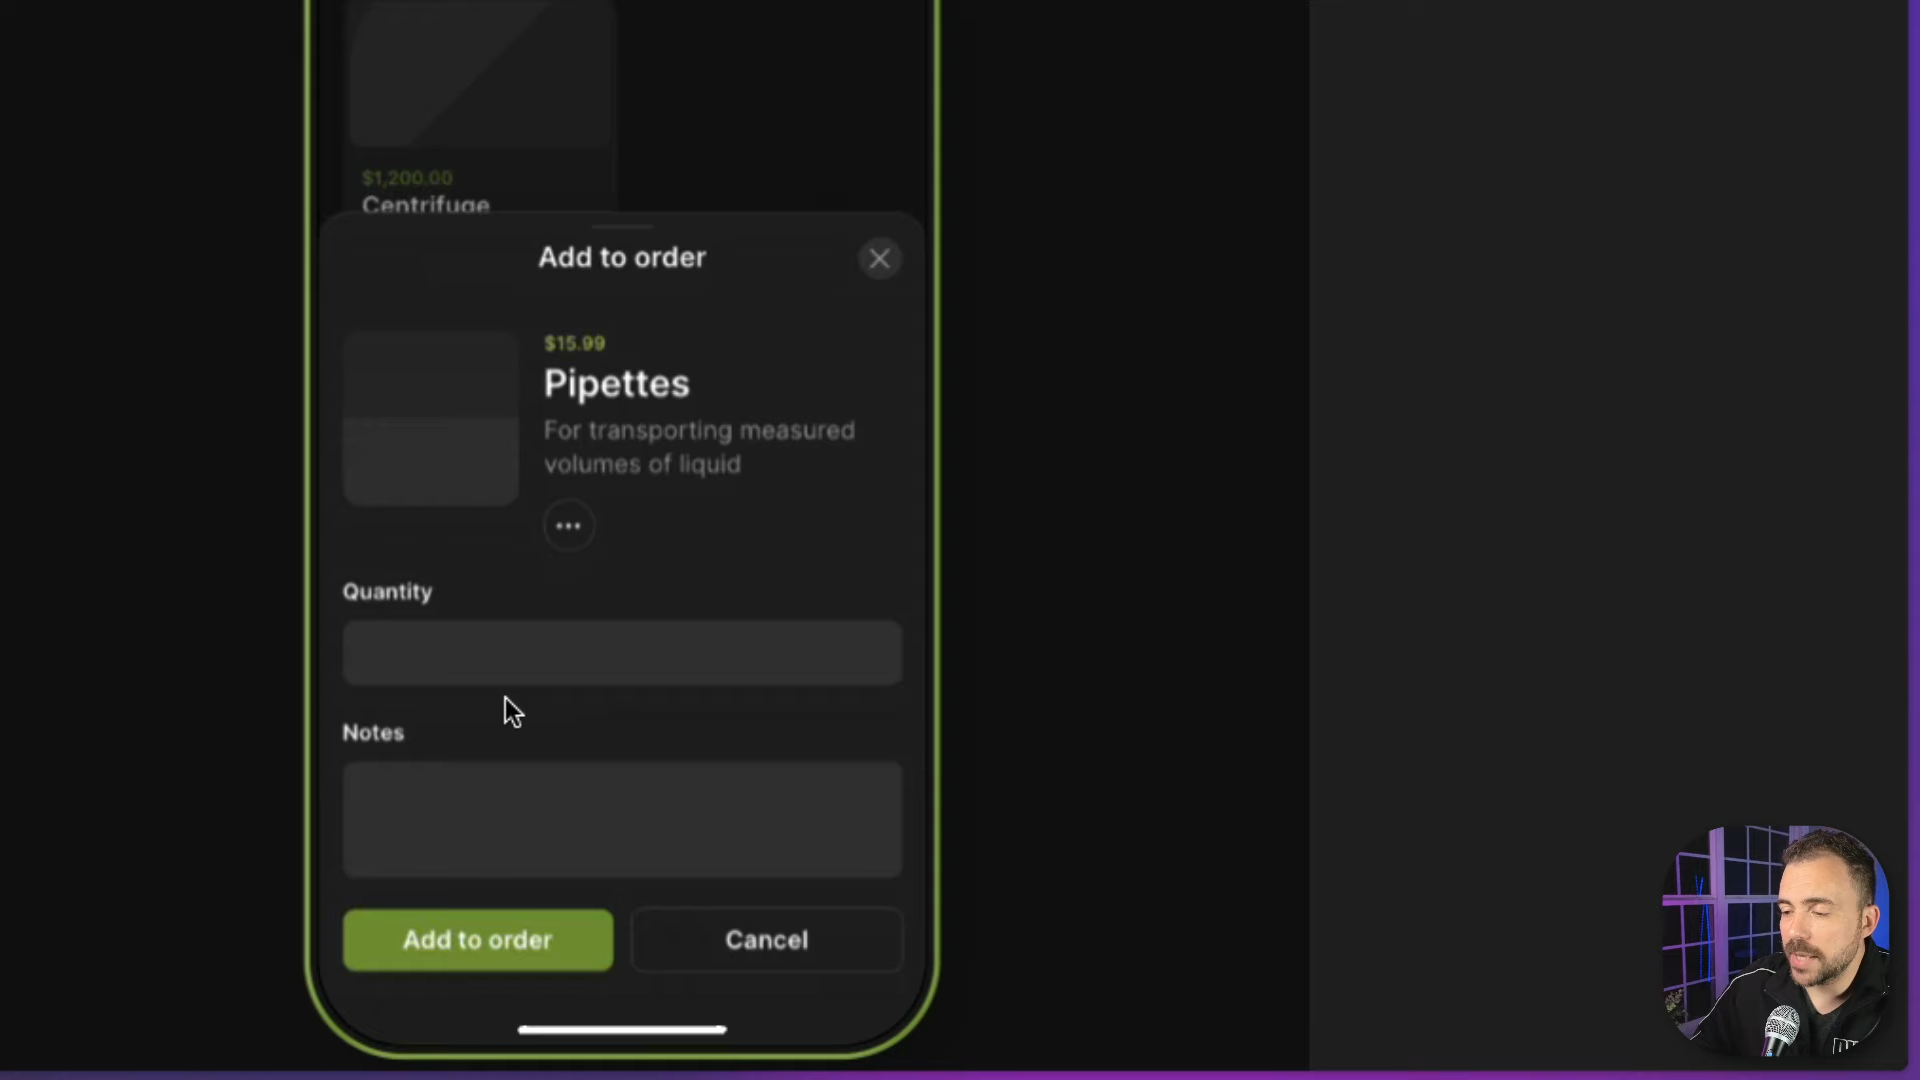 $1,200.00
Centrifuge
Add to order
$15.99
Pipettes
For transporting measured
volumes of liquid
Quantity
Notes
Add to order
Cancel